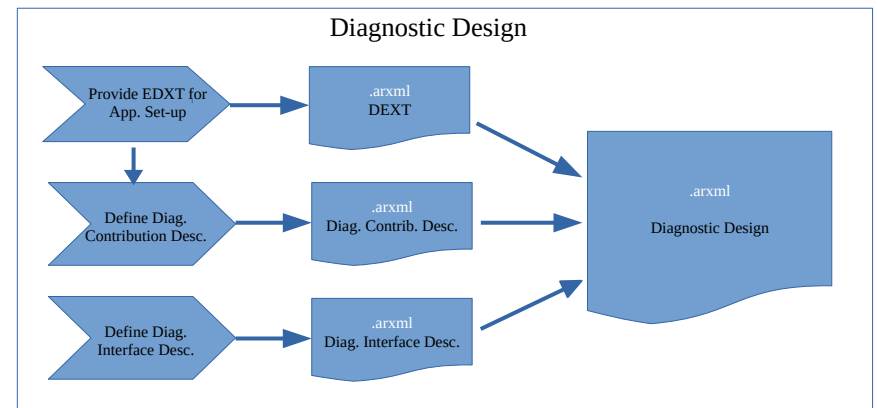 Diagnostic Design
Provide EDXT for
App. Set-up
.arxml
DEXT
.arxml
Diagnostic Design
Define Diag.
Contribution Desc.
.arxml
Diag. Contrib. Desc.
Define Diag.
Interface Desc.
.arxml
Diag. Interface Desc.